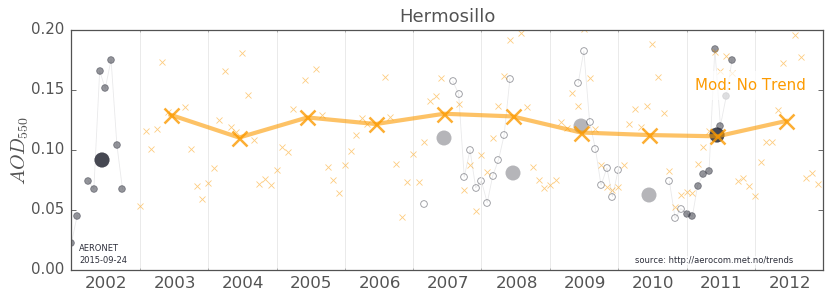 Hermosillo
0.20
0.15
0.10
0.05
0.00
AOD550
Mod: No Trend
AERONET
2015-09-24
source: http://aerocom.met.no/trends
2002 2003 2004 2005 2006 2007 2008 2009 2010 2011 2012